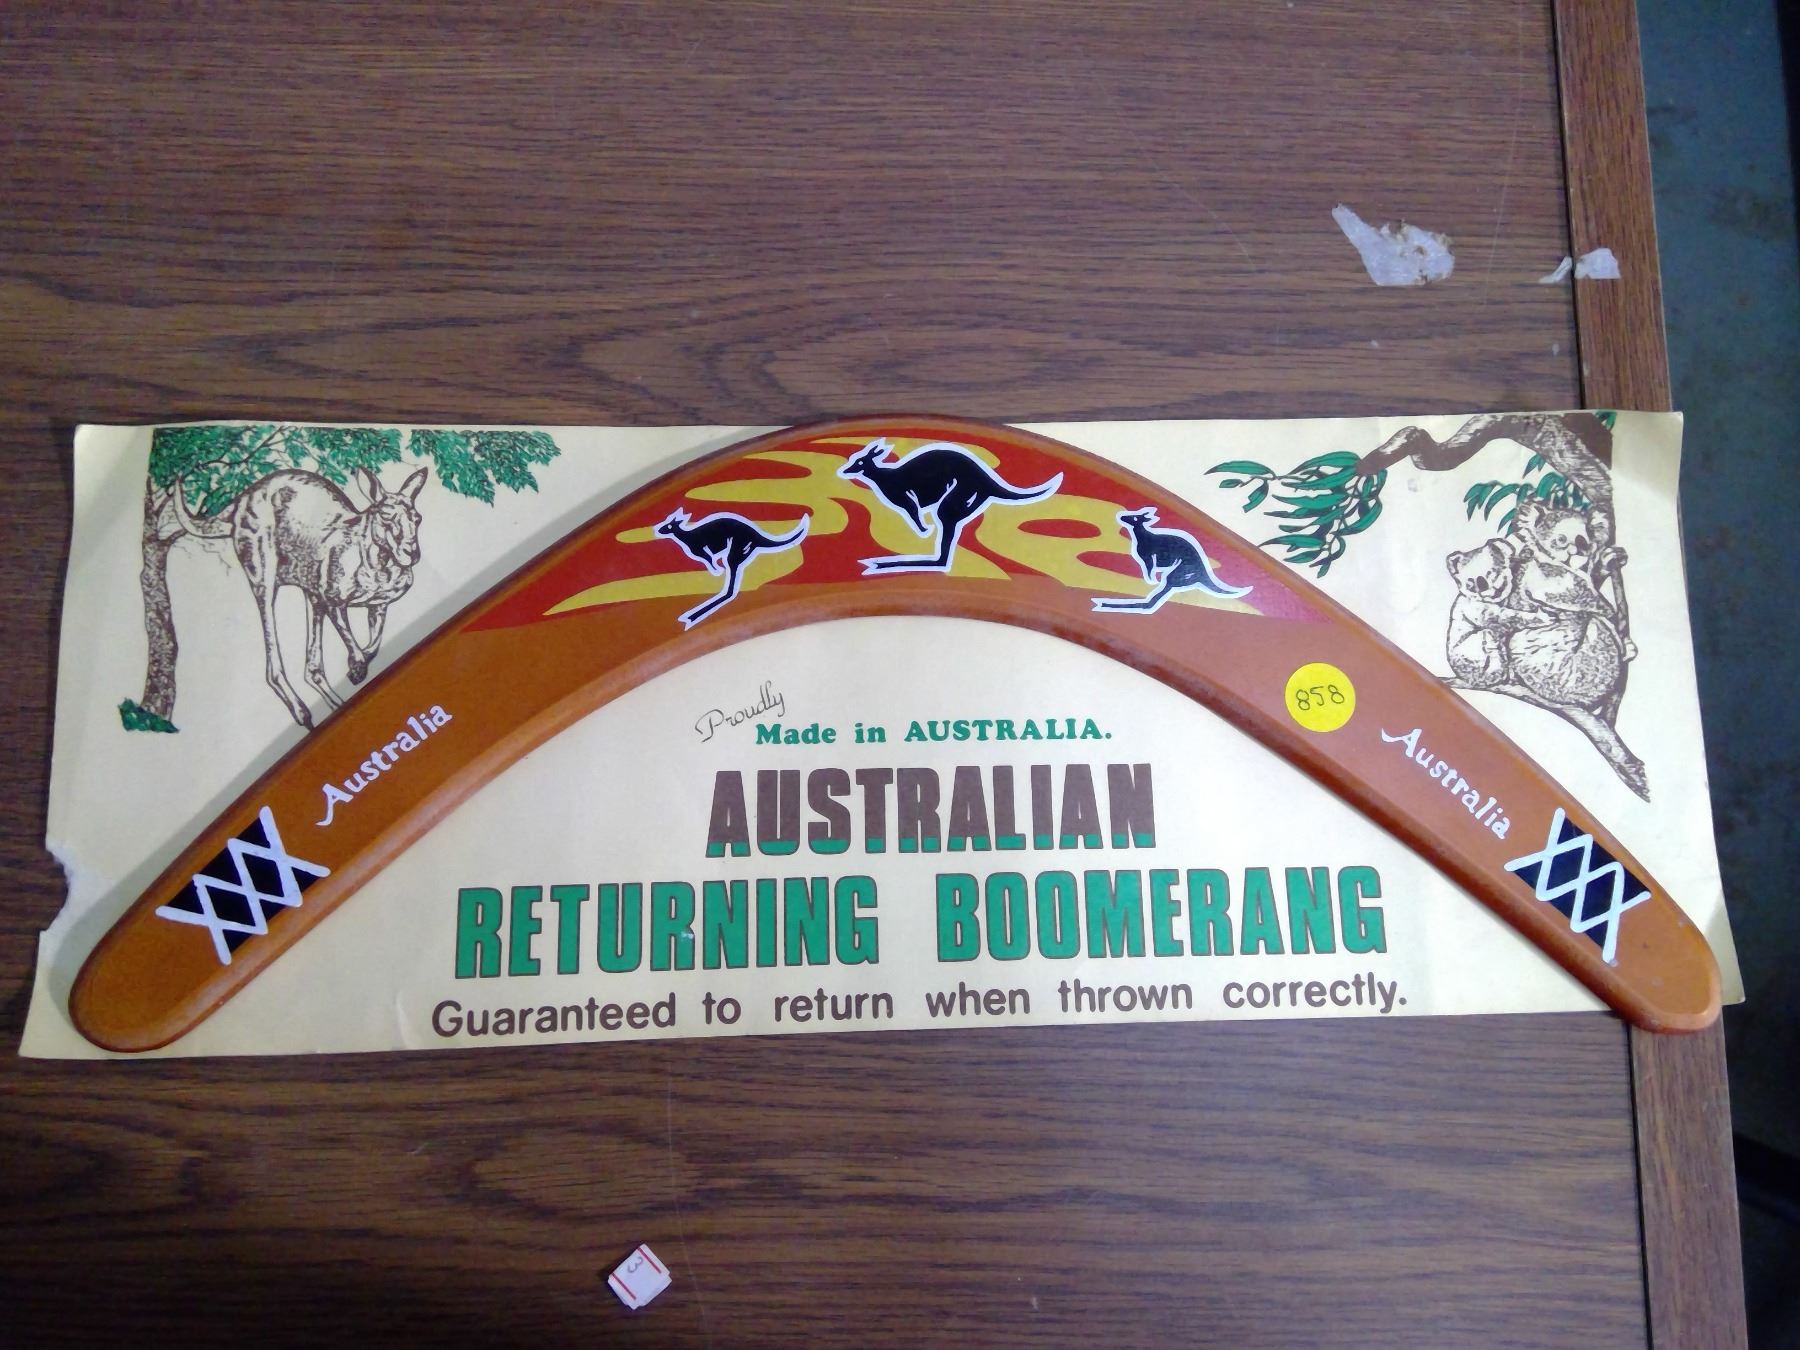 Australia
858
Australia
Proudly
Made in AUSTRALIA.
AUSTRALIAN
RETURNING BOOMERANG
Guaranteed to return when thrown correctly.
3